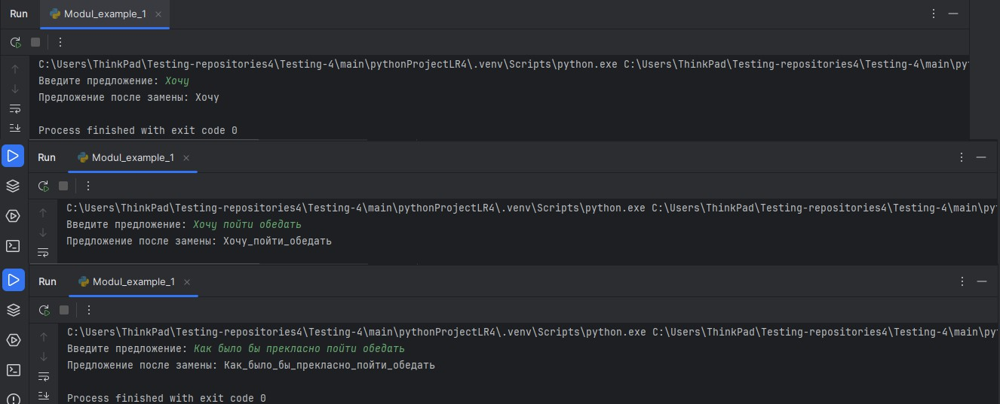 Run Modul_example_1
C:\Users\ThinkPad\Testing-repositories4\Testing-4\main\pythonProjectLR4\.venv\Scripts\python.exe C:\Users\ThinkPad\Testing-repositories4\Testing-4\main\py
Введите предложение: Хочу
Предложение после замены: Хочу
Process finished with exit code 0
Run Modul_example_1
C:\Users\ThinkPad\Testing-repositories4\Testing-4\main\pythonProjectLR4\.venv\Scripts\python.exe C:\Users\ThinkPad\Testing-repositories4\Testing-4\main\py
Введите предложение: Хочу пойти обедать
Предложение после замены: Хочу_пойти_обедать
Run Modul_example_1
C:\Users\ThinkPad\Testing-repositories4\Testing-4\main\pythonProjectLR4\.venv\Scripts\python.exe C:\Users\ThinkPad\Testing-repositories4\Testing-4\main\py
Введите предложение: Как было бы прекласно пойти обедать
Предложение после замены: Как_было_бы_прекласно_пойти_обедать
Process finished with exit code 0